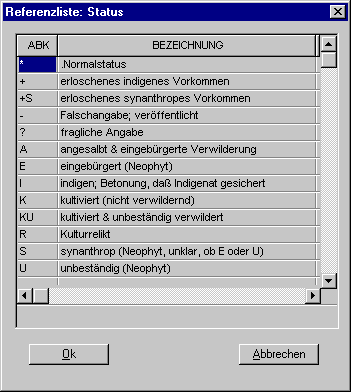 Referenzliste: Status
ABK BEZEICHNUNG
* .Normalstatus
+ erloschenes indigenes Vorkommen
+S erloschenes synanthropes Vorkommen
- Falschangabe; veröffentlicht
? fragliche Angabe
A angesalbt & eingebürgerte Verwilderung
E eingebürgert (Neophyt)
I indigen; Betonung, daß Indigenat gesichert
K kultiviert (nicht verwildernd)
KU kultiviert & unbeständig verwildert
R Kulturrelikt
S synanthrop (Neophyt, unklar, ob E oder U)
U unbeständig (Neophyt)
Ok Abbrechen